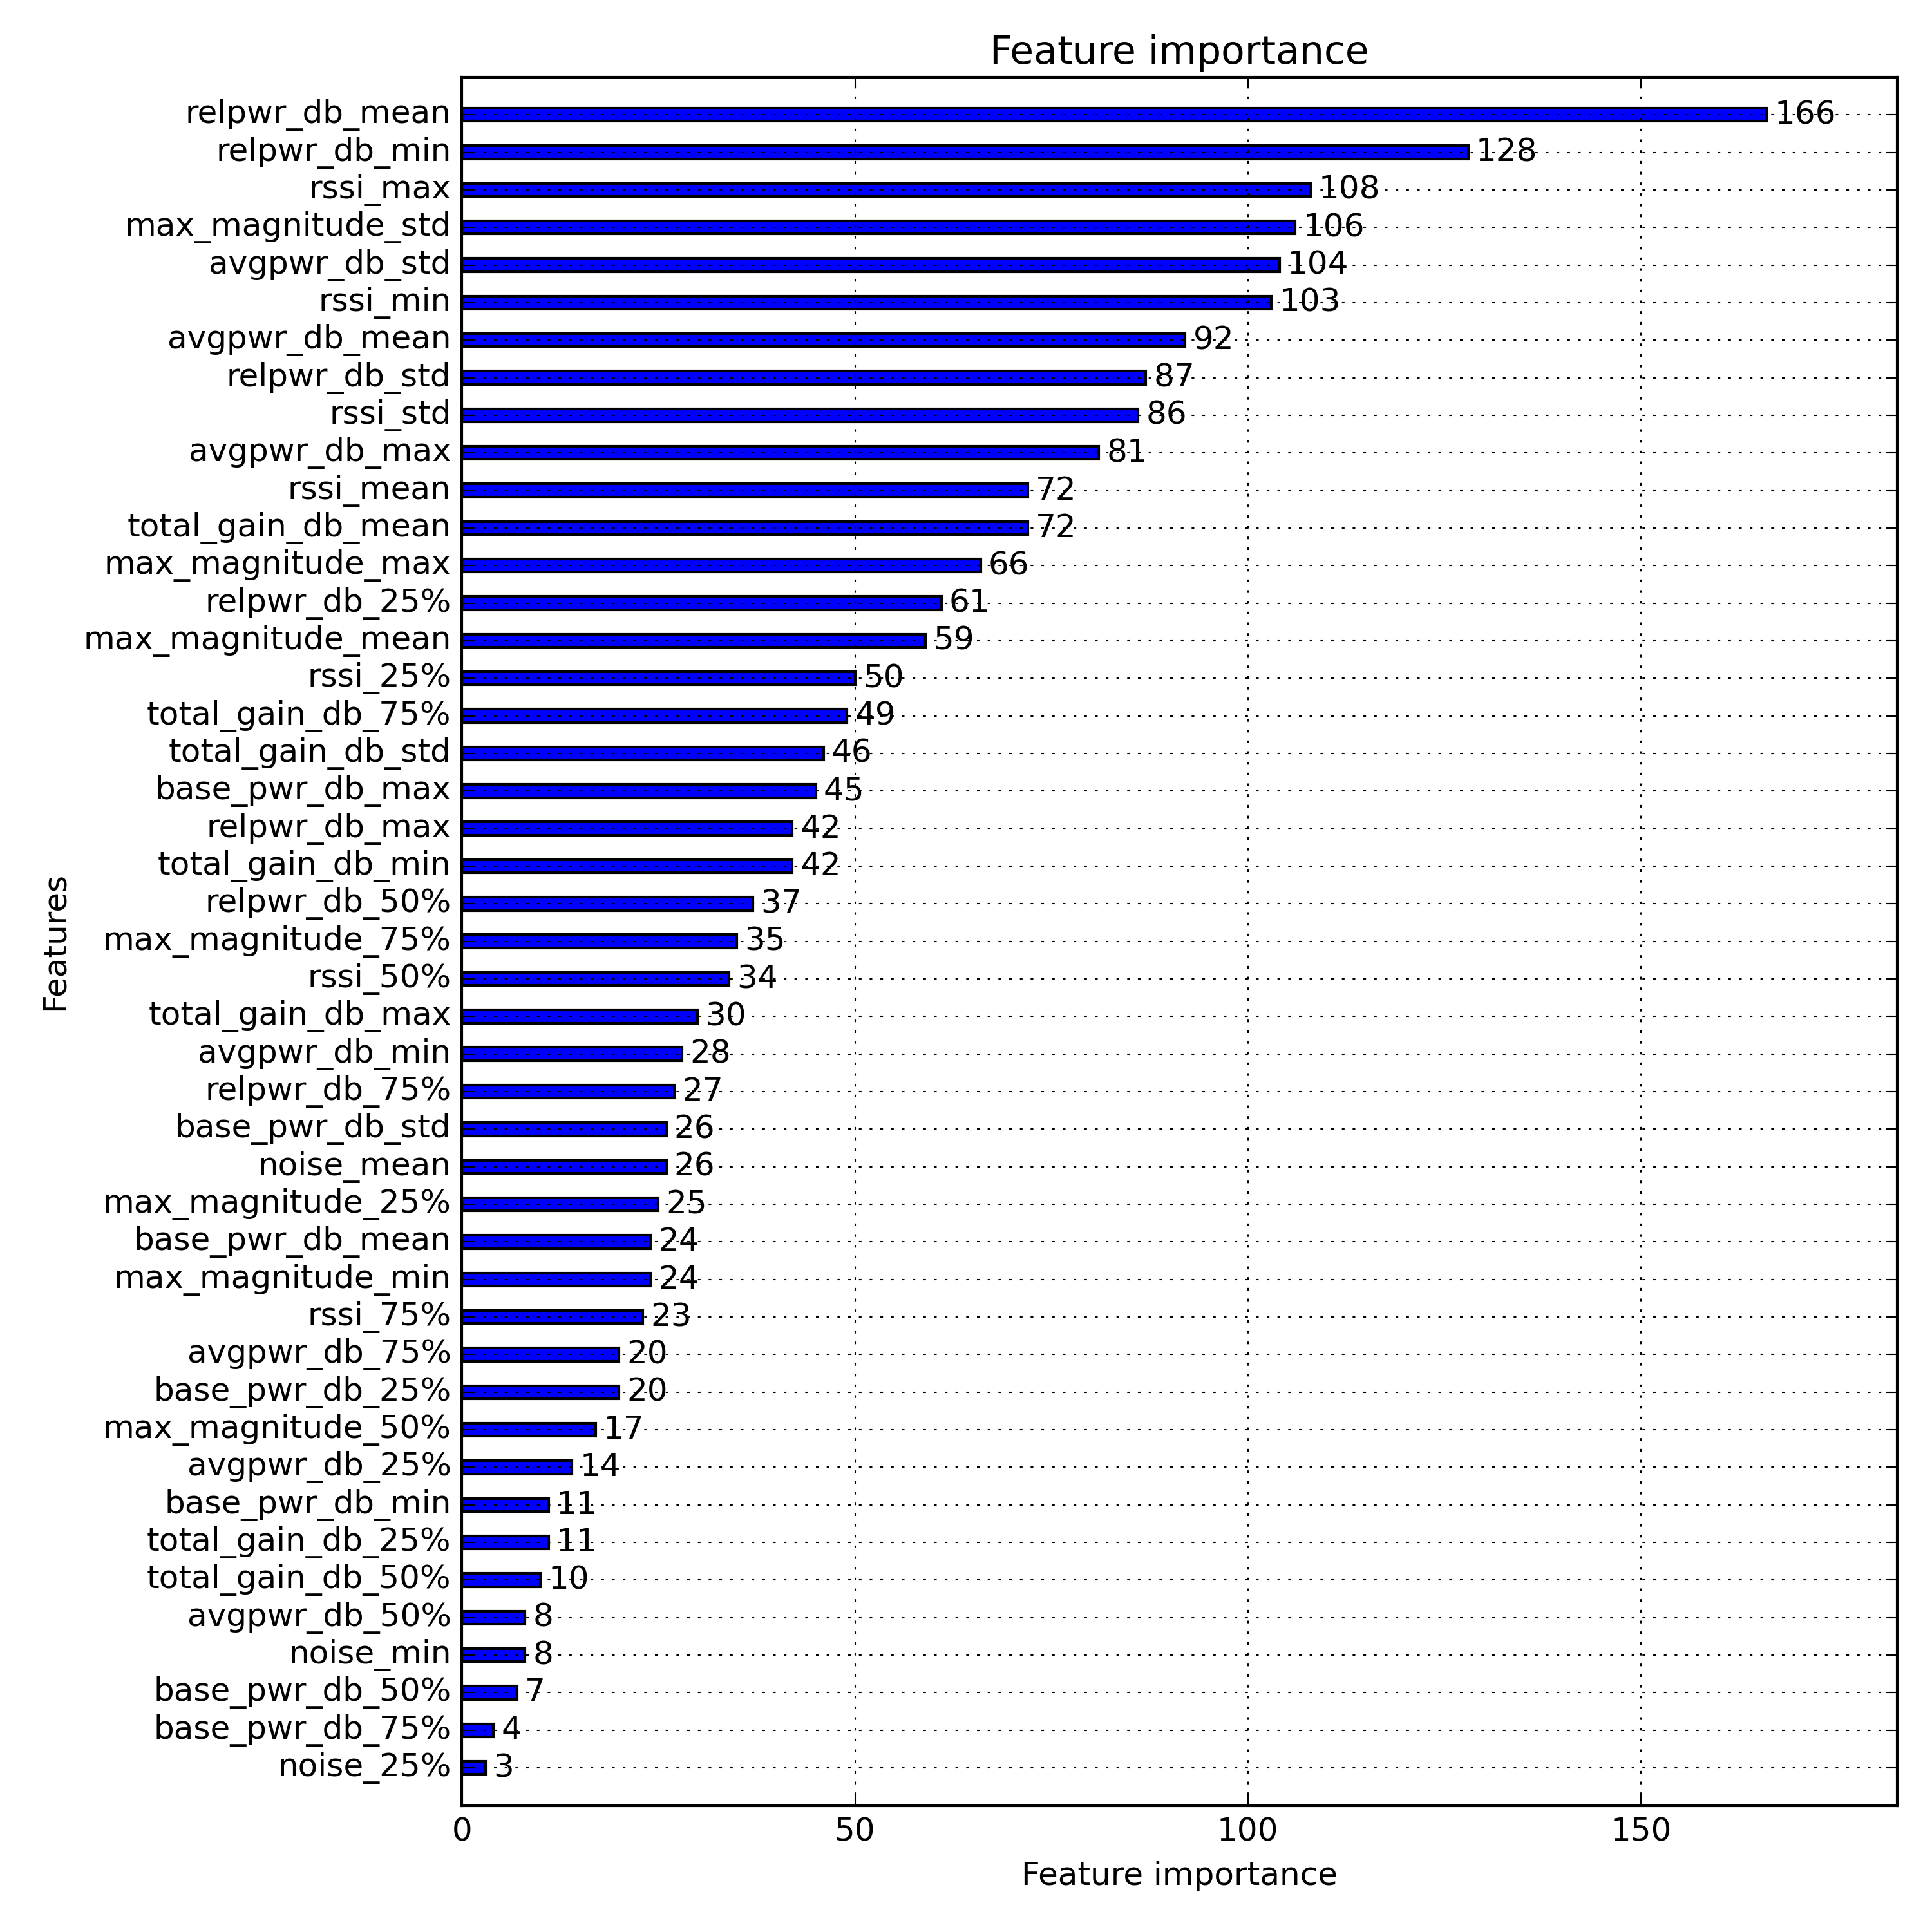 Feature importance
relpwr_db_mean 166
relpwr_db_min 128
rssi_max 108
max_magnitude_std 106
avgpwr_db_std 104
rssi_min 103
avgpwr_db_mean 92
relpwr_db_std 87
rssi_std 86
avgpwr_db_max 81
rssi_mean 72
total_gain_db_mean 72
max_magnitude_max 66
relpwr_db_25% 61
max_magnitude_mean 59
rssi_25% 50
total_gain_db_75% 49
total_gain_db_std 46
base_pwr_db_max 45
relpwr_db_max 42
total_gain_db_min 42
relpwr_db_50% 37
max_magnitude_75% 35
rssi_50% 34
total_gain_db_max 30
avgpwr_db_min 28
relpwr_db_75% 27
base_pwr_db_std 26
noise_mean 26
max_magnitude_25% 25
base_pwr_db_mean 24
max_magnitude_min 24
rssi_75% 23
avgpwr_db_75% 20
base_pwr_db_25% 20
max_magnitude_50% 17
avgpwr_db_25% 14
base_pwr_db_min 11
total_gain_db_25% 11
total_gain_db_50% 10
avgpwr_db_50% 8
noise_min 8
base_pwr_db_50% 7
base_pwr_db_75% 4
noise_25% 3
Features
0 50 100 150
Feature importance